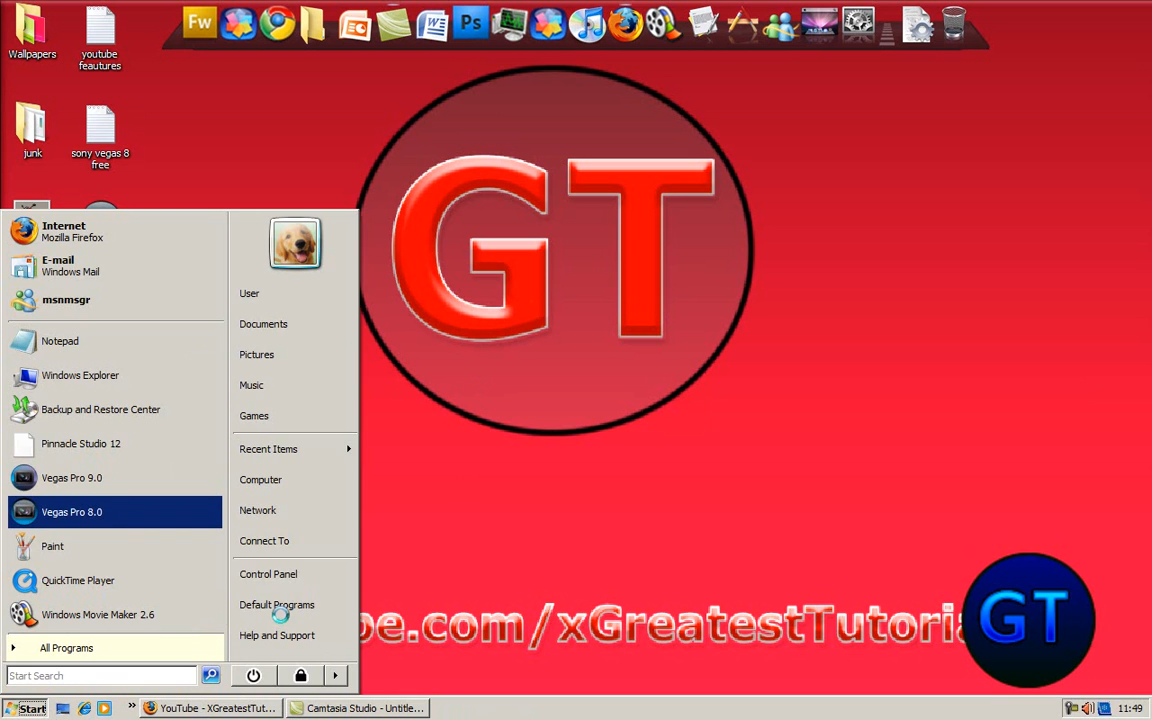 Fw
Ps
Wallpapers
youtube
feautures
junk
sony vegas 8
free
GT
Internet
Mozilla Firefox
E-mail
Windows Mail
msnmsgr
Notepad
Windows Explorer
Backup and Restore Center
Pinnacle Studio 12
Vegas Pro 9.0
Vegas Pro 8.0
Paint
QuickTime Player
Windows Movie Maker 2.6
All Programs
Start Search
User
Documents
Pictures
Music
Games
Recent Items
Computer
Network
Connect To
Control Panel
Default Programs
Help and Support
be.com/xGreatestTutoria
GT
Start
»
YouTube - XGreatestTut...
Camtasia Studio - Untitle...
11:49